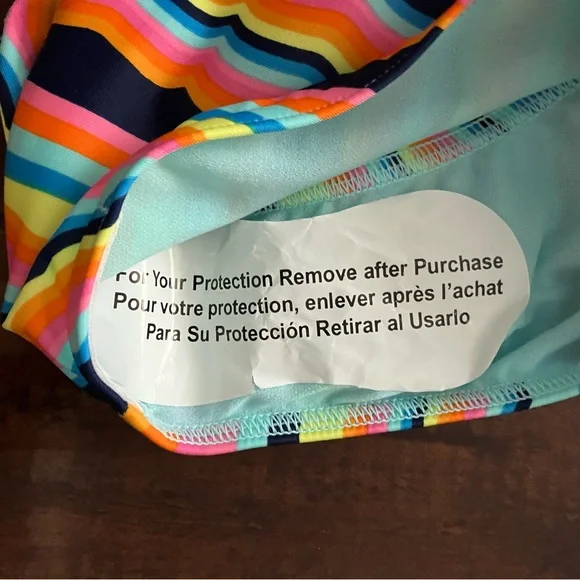 For Your Protection Remove after Purchase
Pour votre protection, enlever après l'achat
Para Su Protección Retirar al Usarlo